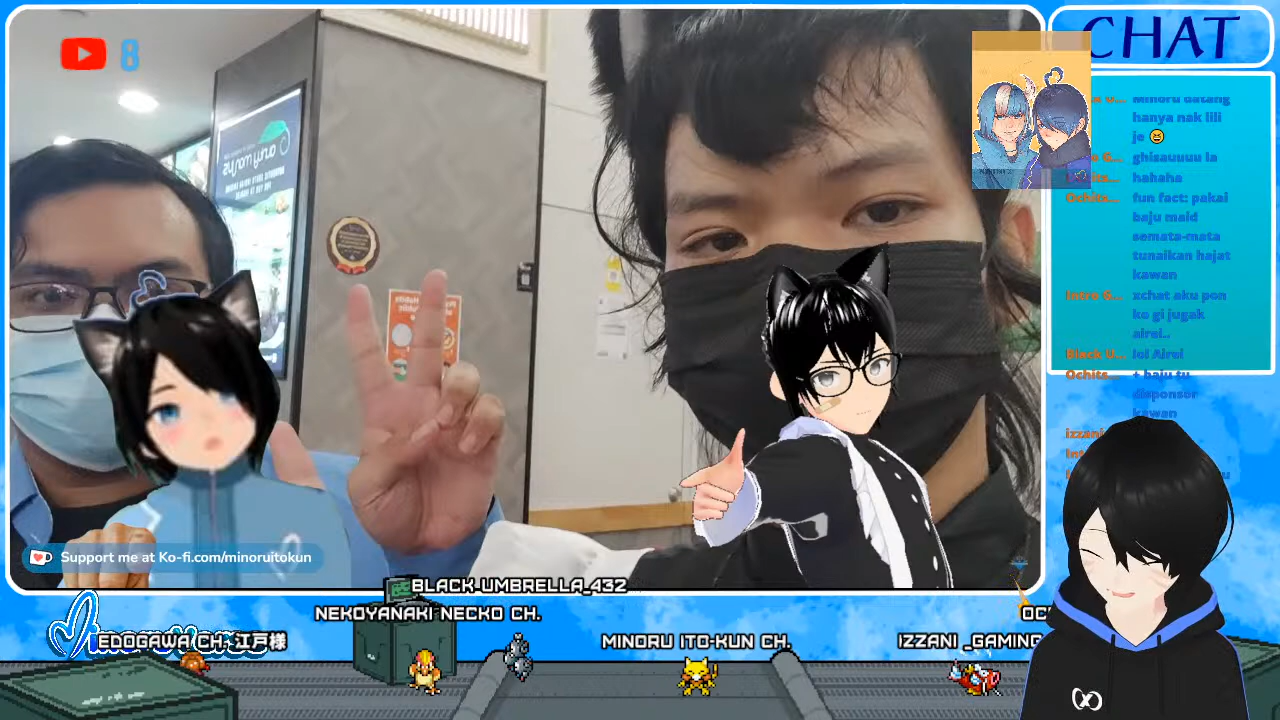 8
CHAT
hanya nak lili
je 😆
ghisauuuu la
hahaha
Ochits... fun fact: pakai
baju maid
semata-mata
tunaikan hajat
kawan
Intro G... xchat aku pon
ko gi jugak
airei..
Black U... lol Airei
Ochits... + baju tu
disponsor
kawan
izzani
Support me at Ko-fi.com/minoruitokun
BLACK UMBRELLA_432
NEKOYANAKI NECKO CH.
EDOGAWA CH. 江戸様
MINORU ITO-KUN CH.
IZZANI _GAMING